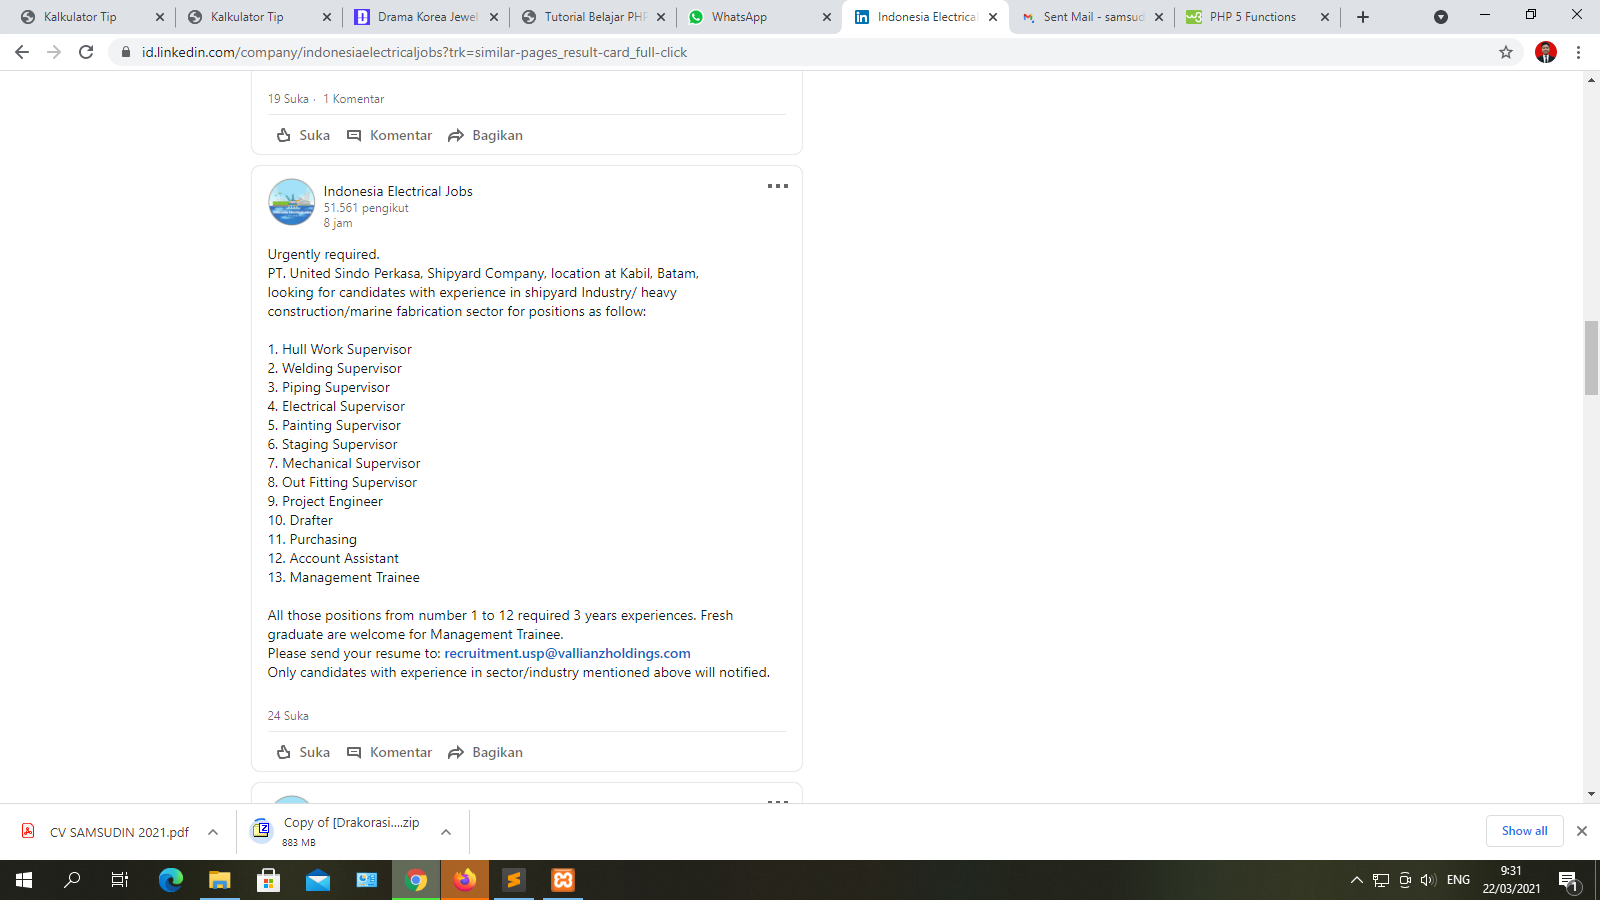 Kalkulator Tip
Kalkulator Tip
Drama Korea Jewel
Tutorial Belajar PHP
WhatsApp
Indonesia Electrical
Sent Mail - samsud
PHP 5 Functions
id.linkedin.com/company/indonesiaelectricaljobs?trk=similar-pages_result-card_full-click
19 Suka · 1 Komentar
Suka Komentar Bagikan
Indonesia Electrical Jobs
51.561 pengikut
8 jam
Urgently required.
PT. United Sindo Perkasa, Shipyard Company, location at Kabil, Batam,
looking for candidates with experience in shipyard Industry/ heavy
construction/marine fabrication sector for positions as follow:
1. Hull Work Supervisor
2. Welding Supervisor
3. Piping Supervisor
4. Electrical Supervisor
5. Painting Supervisor
6. Staging Supervisor
7. Mechanical Supervisor
8. Out Fitting Supervisor
9. Project Engineer
10. Drafter
11. Purchasing
12. Account Assistant
13. Management Trainee
All those positions from number 1 to 12 required 3 years experiences. Fresh
graduate are welcome for Management Trainee.
Please send your resume to: recruitment.usp@vallianzholdings.com
Only candidates with experience in sector/industry mentioned above will notified.
24 Suka
Suka Komentar Bagikan
CV SAMSUDIN 2021.pdf
Copy of [Drakorasi....zip
883 MB
Show all
ENG
9:31
22/03/2021
1